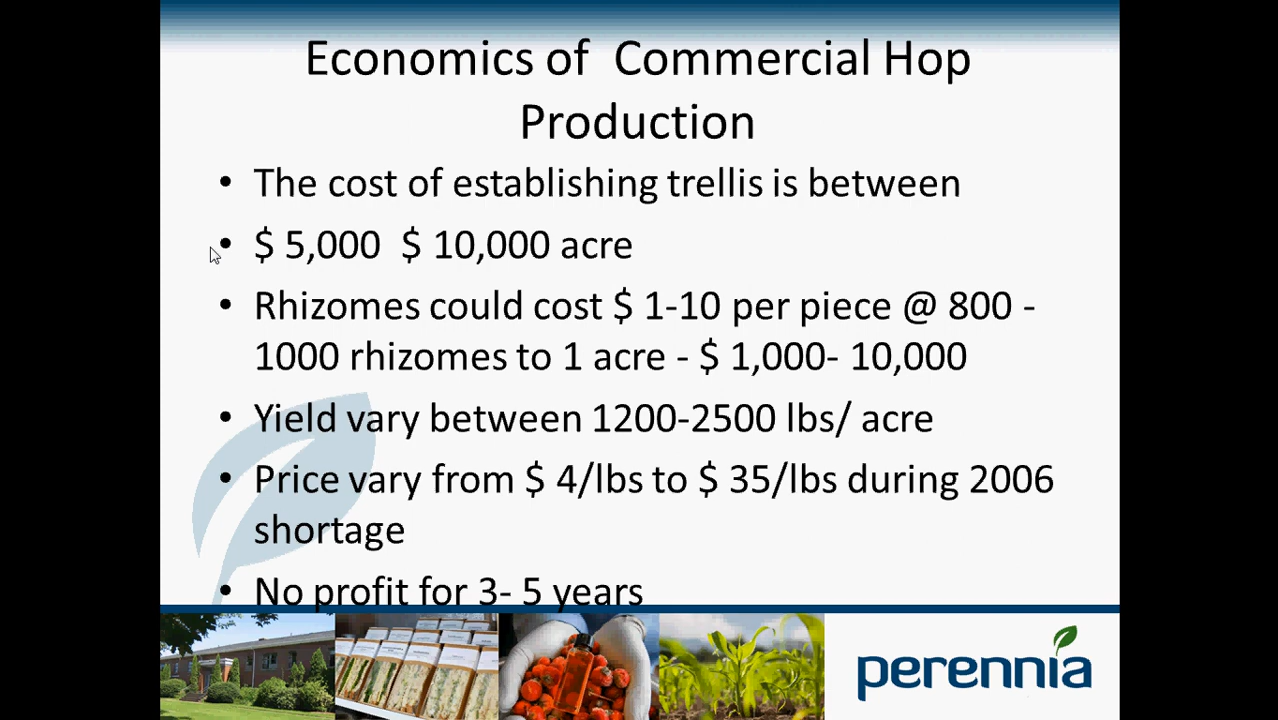 Economics of  Commercial Hop
Production
• The cost of establishing trellis is between
• $ 5,000  $ 10,000 acre
• Rhizomes could cost $ 1-10 per piece @ 800 -
1000 rhizomes to 1 acre - $ 1,000- 10,000
• Yield vary between 1200-2500 lbs/ acre
• Price vary from $ 4/lbs to $ 35/lbs during 2006
shortage
• No profit for 3- 5 years
perennia